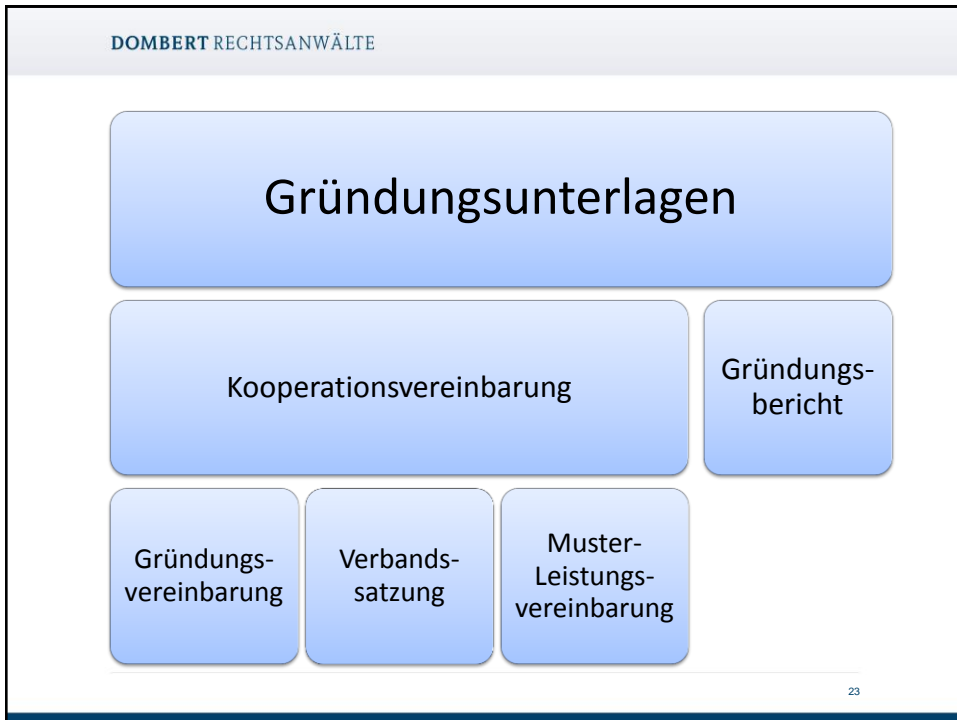 DOMBERT RECHTSANWÄLTE
Gründungsunterlagen
Kooperationsvereinbarung
Gründungs-
bericht
Gründungs-
vereinbarung
Verbands-
satzung
Muster-
Leistungs-
vereinbarung
23